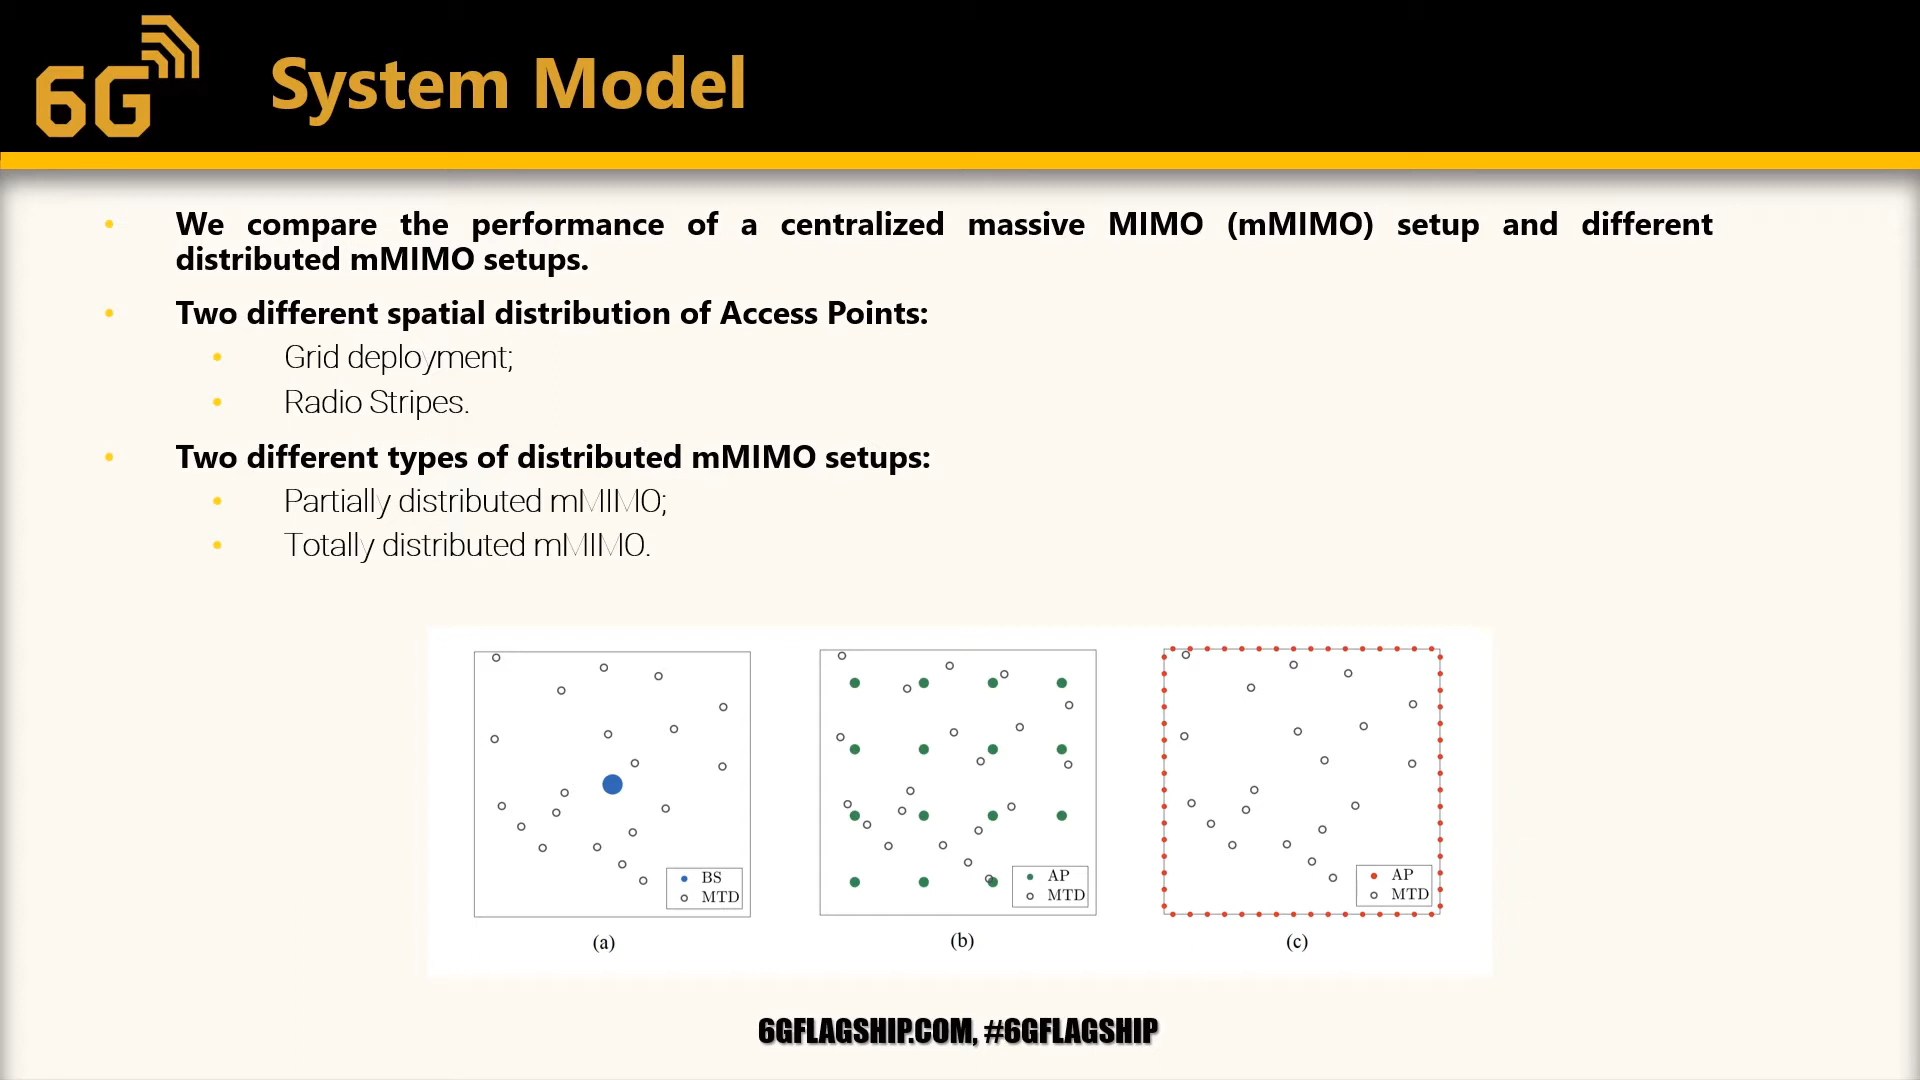 6G
System Model
We compare the performance of a centralized massive MIMO (mMIMO) setup and different
distributed mMIMO setups.
Two different spatial distribution of Access Points:
Grid deployment;
Radio Stripes.
Two different types of distributed mMIMO setups:
Partially distributed mMIMO;
Totally distributed mMIMO.
BS
MTD
(a)
AP
MTD
(b)
AP
MTD
(c)
6GFLAGSHIP.COM, #6GFLAGSHIP